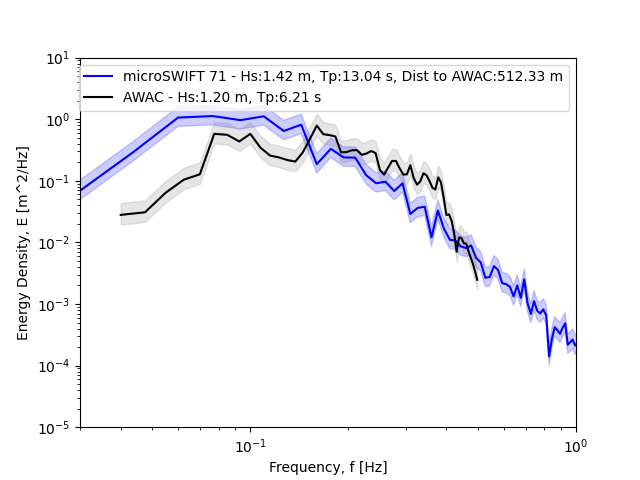 microSWIFT 71 - Hs:1.42 m, Tp:13.04 s, Dist to AWAC:512.33 m
AWAC - Hs:1.20 m, Tp:6.21 s
Energy Density, E [m^2/Hz]
10^1
10^0
10^−1
10^−2
10^−3
10^−4
10^−5
10^−1
10^0
Frequency, f [Hz]